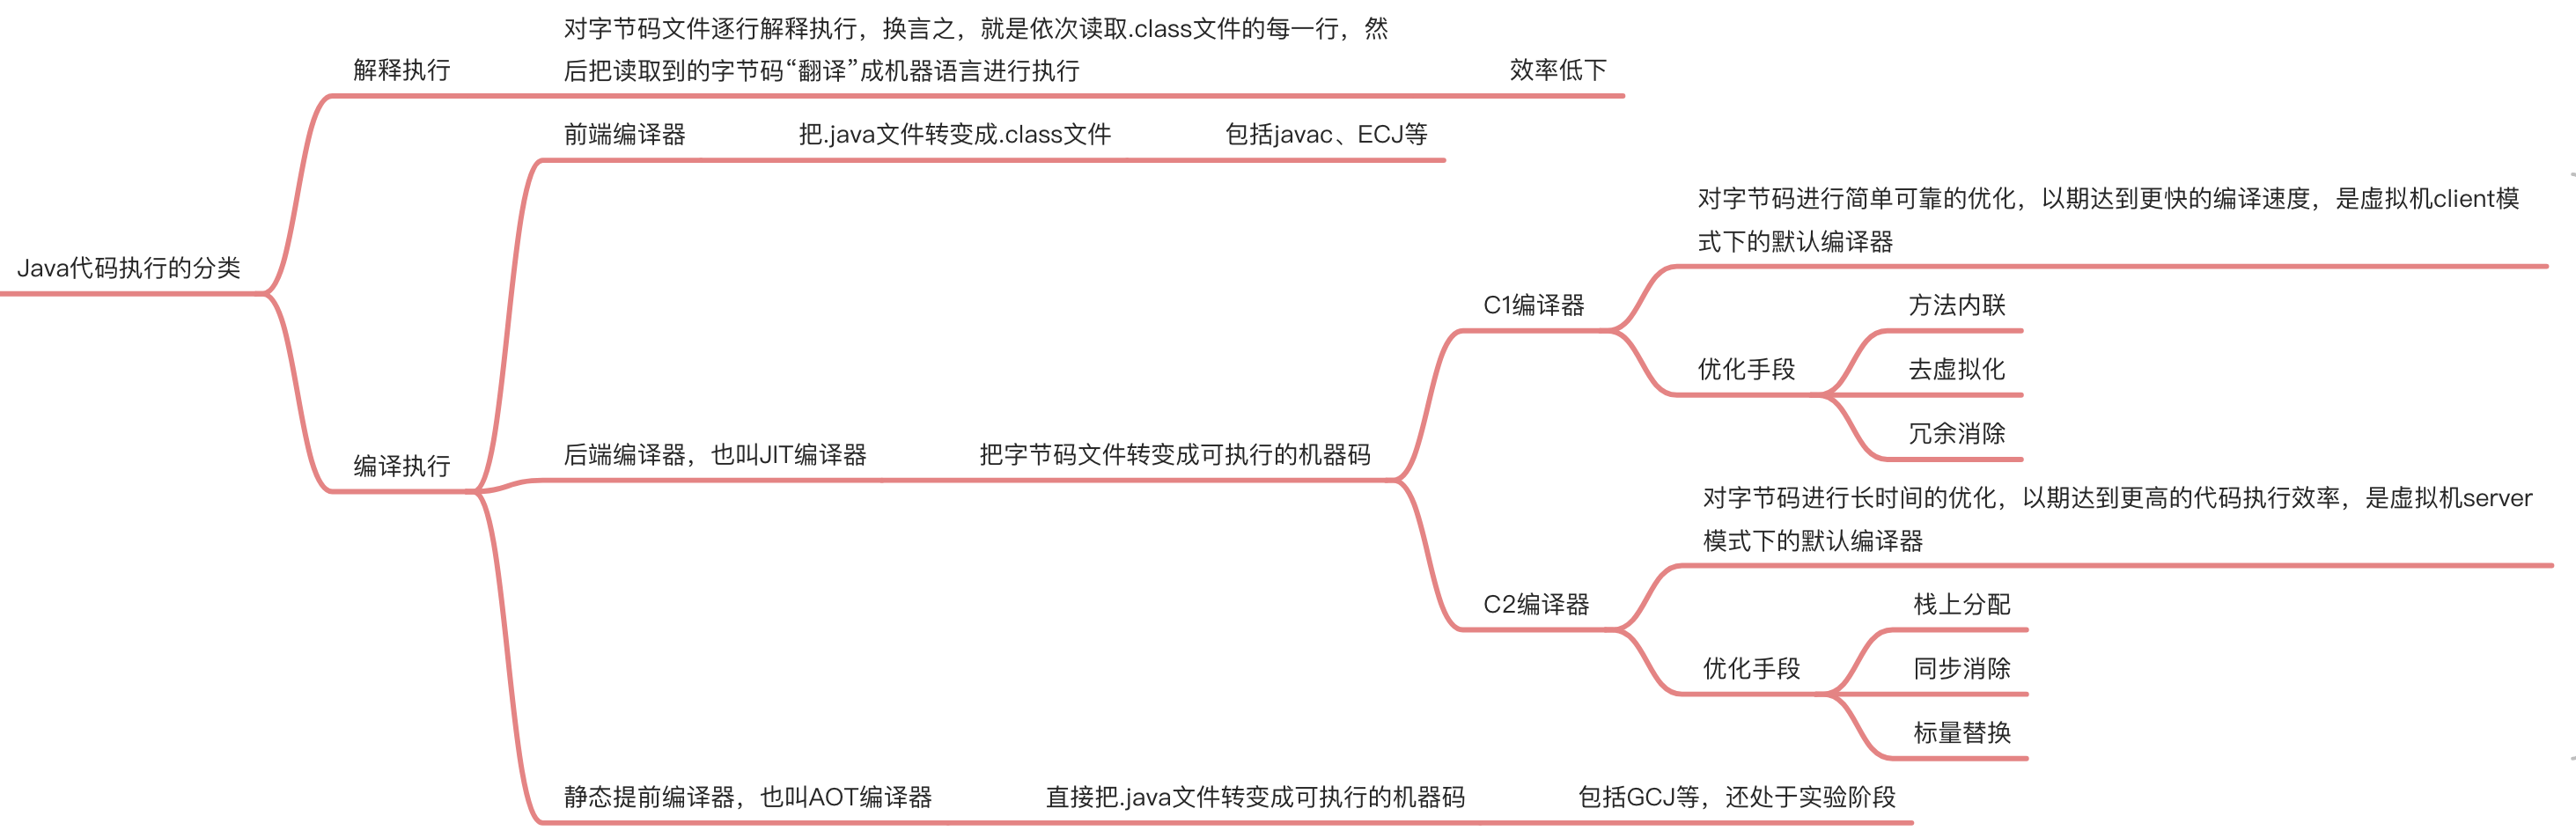 对字节码文件逐行解释执行，换言之，就是依次读取.class文件的每一行，然
后把读取到的字节码“翻译”成机器语言进行执行
解释执行
效率低下
前端编译器
把.java文件转变成.class文件
包括javac、ECJ等
Java代码执行的分类
对字节码进行简单可靠的优化，以期达到更快的编译速度，是虚拟机client模
式下的默认编译器
C1编译器
方法内联
优化手段
去虚拟化
冗余消除
编译执行
后端编译器，也叫JIT编译器
把字节码文件转变成可执行的机器码
对字节码进行长时间的优化，以期达到更高的代码执行效率，是虚拟机server
模式下的默认编译器
C2编译器
栈上分配
优化手段
同步消除
标量替换
静态提前编译器，也叫AOT编译器
直接把.java文件转变成可执行的机器码
包括GCJ等，还处于实验阶段